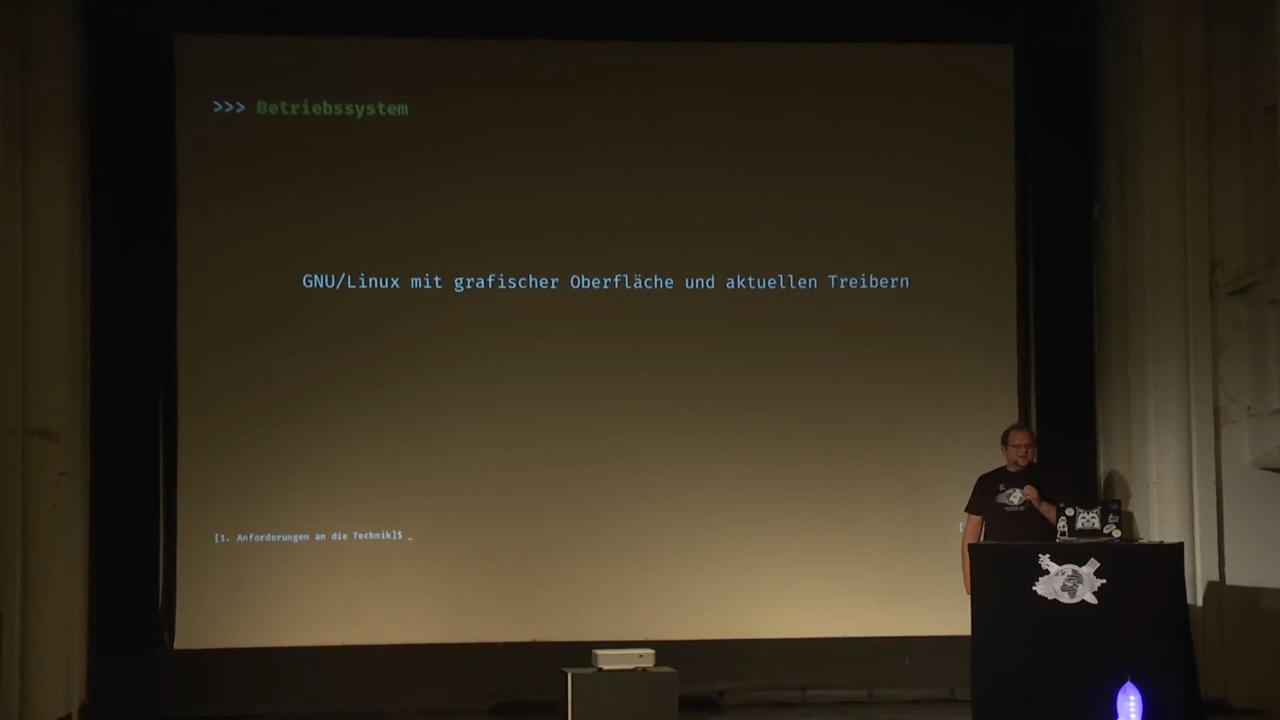 >>> Betriebssystem
GNU/Linux mit grafischer Oberfläche und aktuellen Treibern
[1. Anforderungen an die Technik]$ _
[